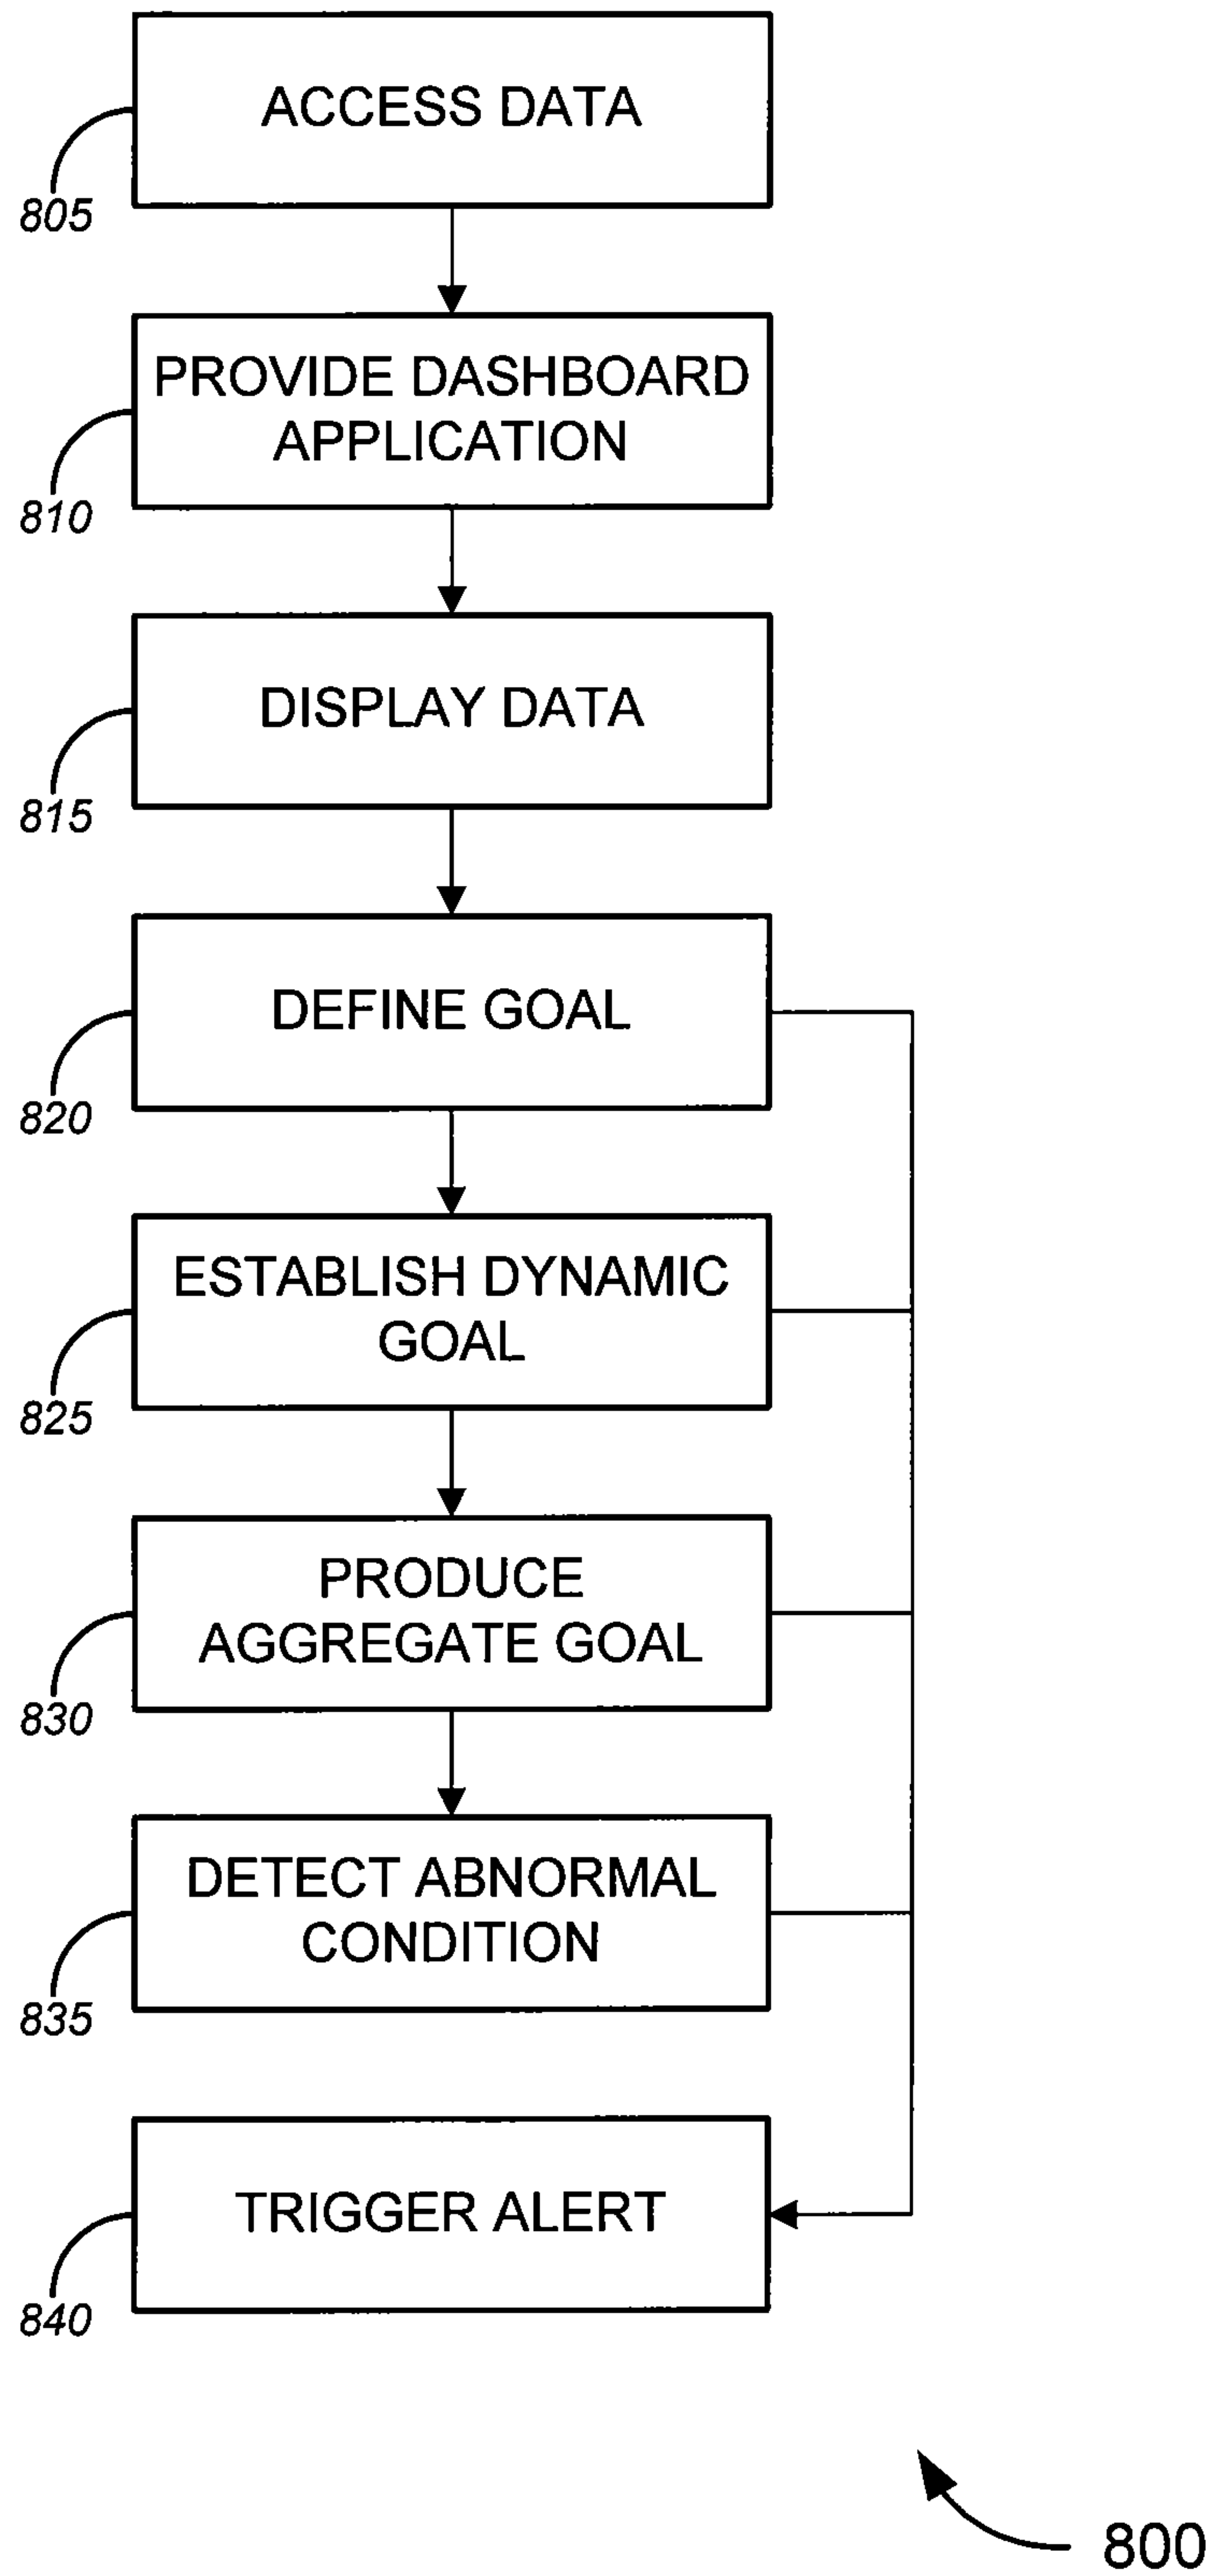 ACCESS DATA
805
PROVIDE DASHBOARD
APPLICATION
810
DISPLAY DATA
815
DEFINE GOAL
820
ESTABLISH DYNAMIC
GOAL
825
PRODUCE
AGGREGATE GOAL
830
DETECT ABNORMAL
CONDITION
835
TRIGGER ALERT
840
800